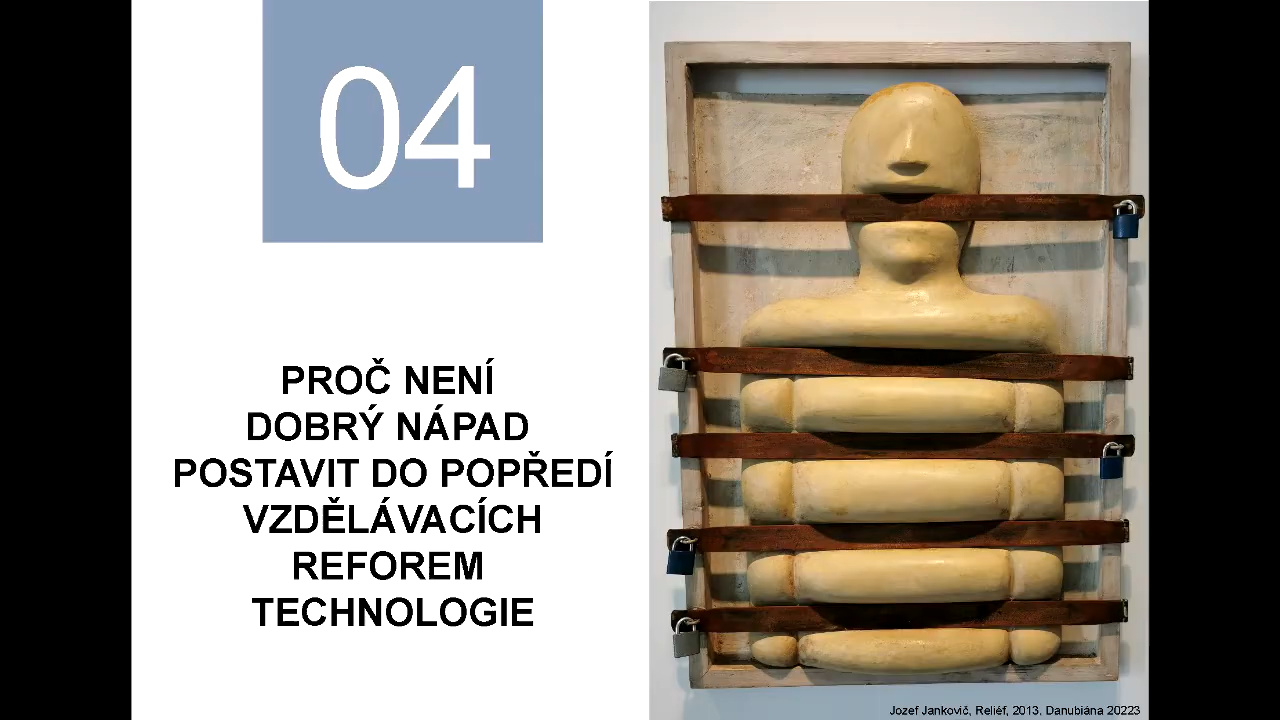 04
PROČ NENÍ
DOBRÝ NÁPAD
POSTAVIT DO POPŘEDÍ
VZDĚLÁVACÍCH
REFOREM
TECHNOLOGIE
Jozef Jankovič, Reliéf, 2013. Danubiána 20223